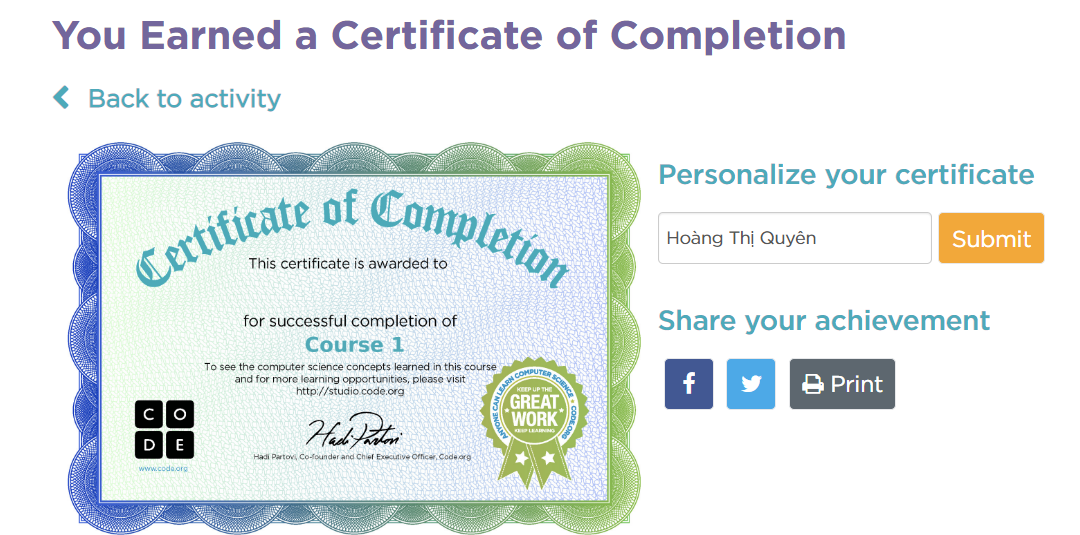 You Earned a Certificate of Completion
Back to activity
Certificate of Completion
This certificate is awarded to
for successful completion of
Course 1
To see the computer science concepts learned in this course
and for more learning opportunities, please visit
http://studio.code.org
C O
D E
www.code.org
Hadi Partovi
Hadi Partovi, Co-founder and Chief Executive Officer, Code.org
ANYONE CAN LEARN COMPUTER SCIENCE • CODE.ORG
KEEP UP THE
GREAT
WORK
KEEP LEARNING
Personalize your certificate
Hoàng Thị Quyên
Submit
Share your achievement
f
Print